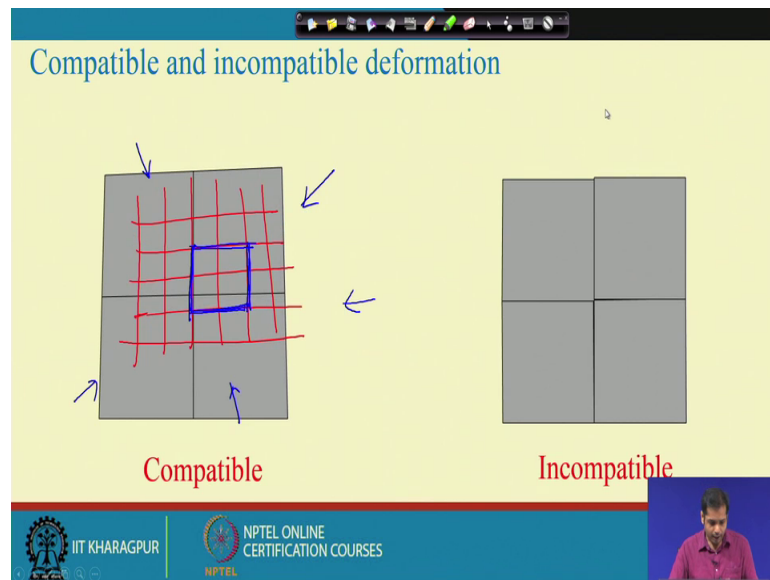 Compatible and incompatible deformation
Compatible
Incompatible
IIT KHARAGPUR
NPTEL
NPTEL ONLINE
CERTIFICATION COURSES